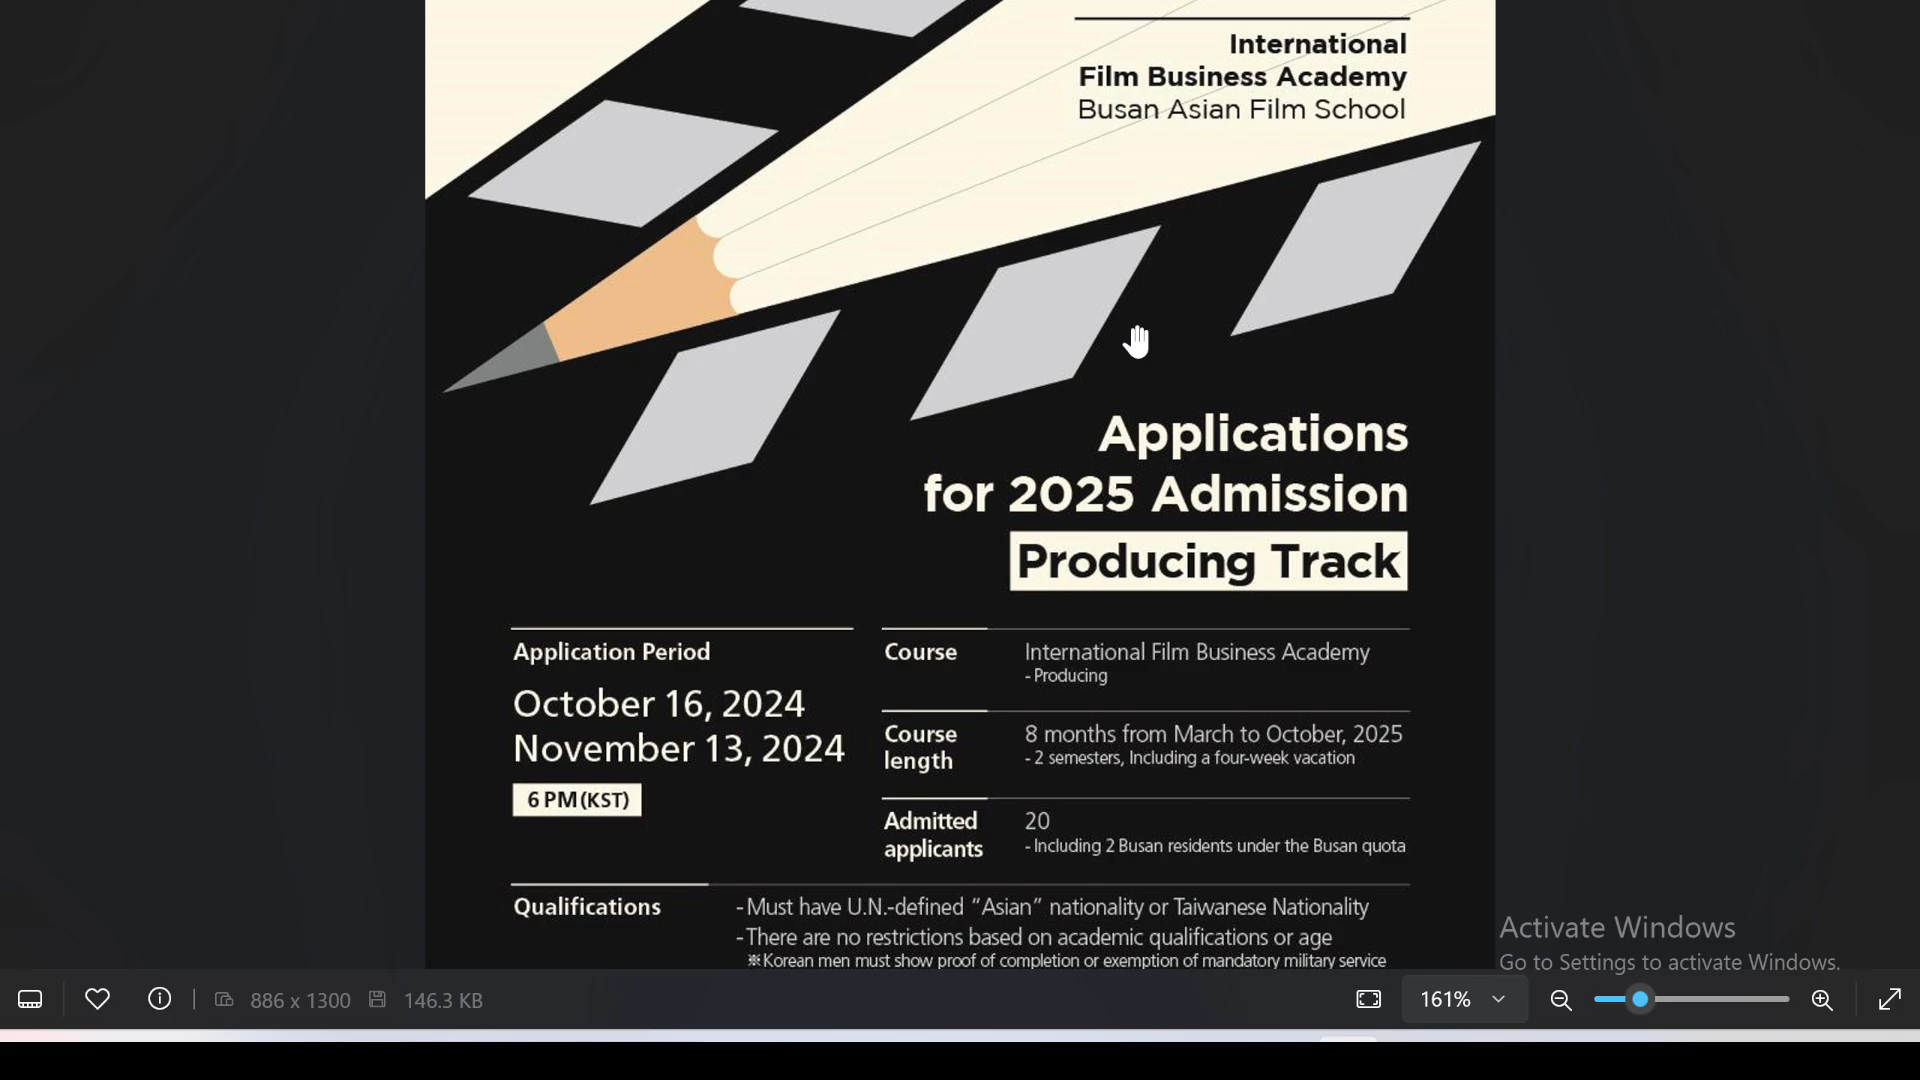 International
Film Business Academy
Busan Asian Film School
Applications
for 2025 Admission
Producing Track
Application Period
October 16, 2024
November 13, 2024
6 PM (KST)
Course
International Film Business Academy
- Producing
Course
length
8 months from March to October, 2025
- 2 semesters, Including a four-week vacation
Admitted
applicants
20
- Including 2 Busan residents under the Busan quota
Qualifications
- Must have U.N.-defined “Asian” nationality or Taiwanese Nationality
- There are no restrictions based on academic qualifications or age
※Korean men must show proof of completion or exemption of mandatory military service
Activate Windows
Go to Settings to activate Windows.
886 x 1300
146.3 KB
161%